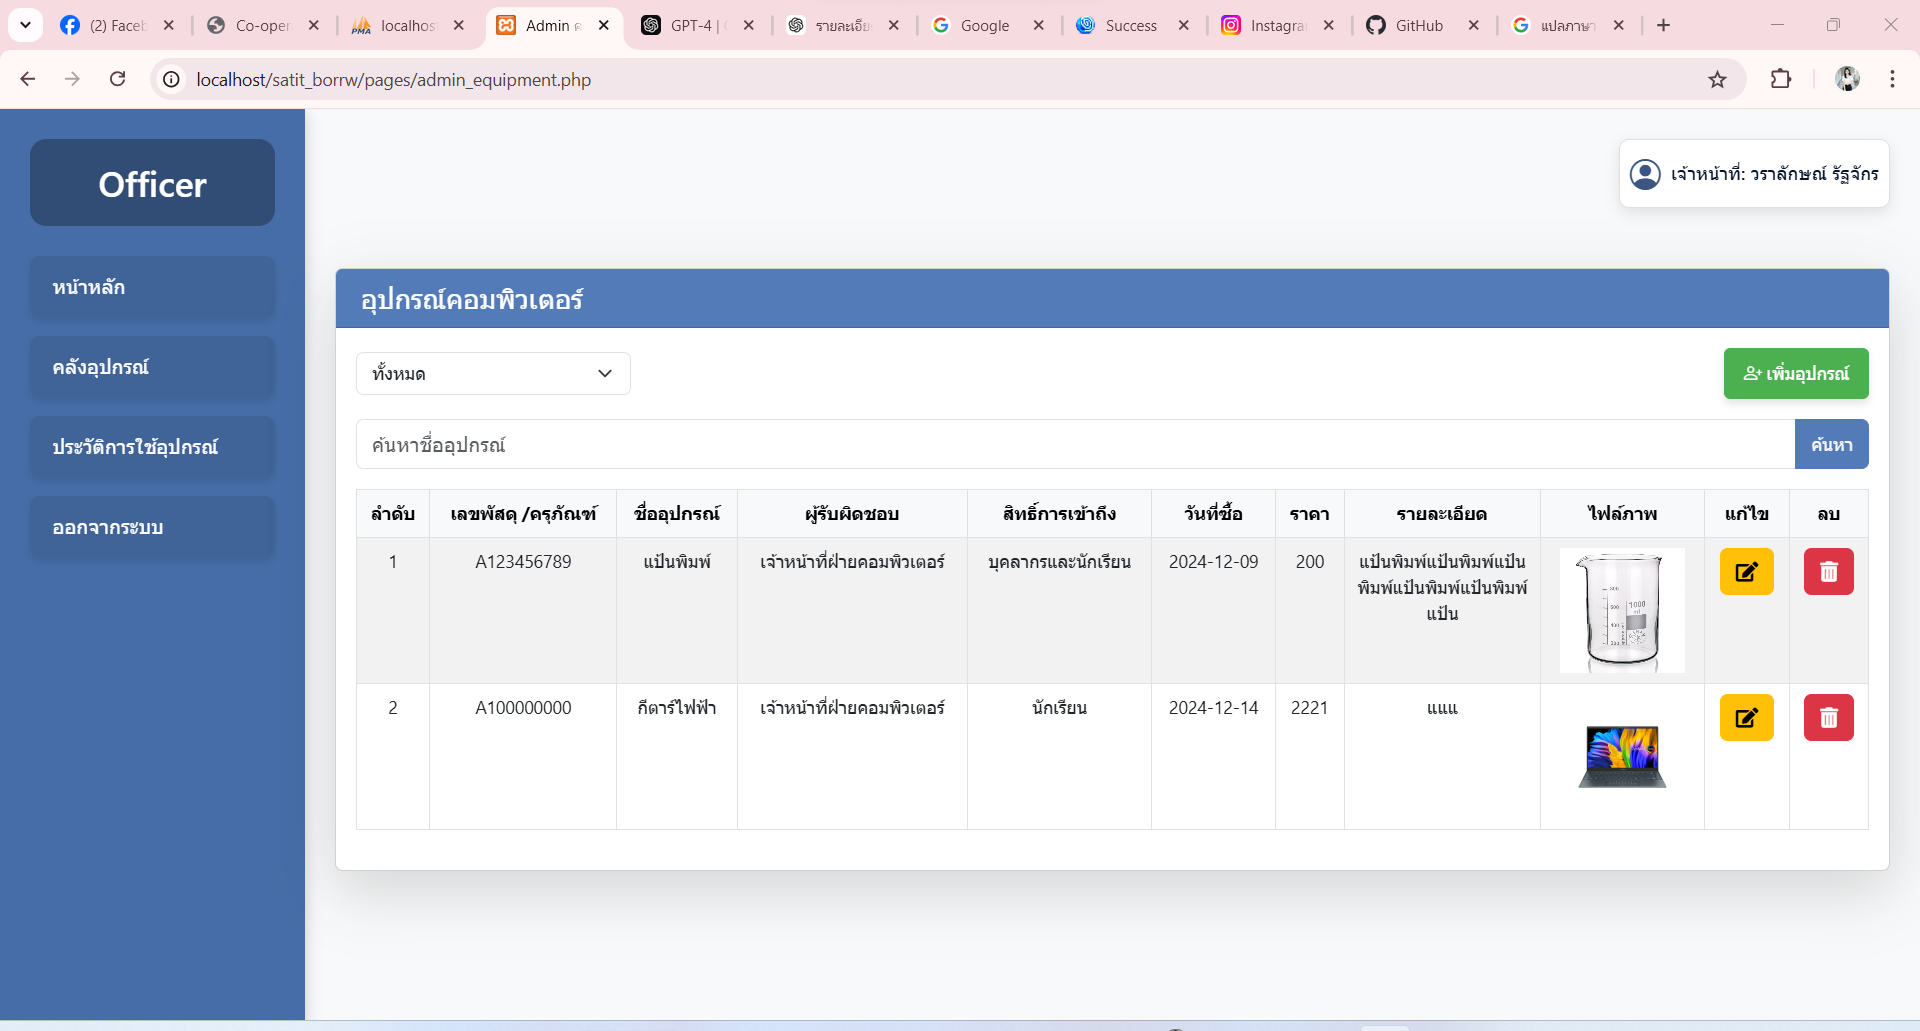 (2) Faceb
Co-oper
localhos
Admin ค
GPT-4 |
รายละเอีย
Google
Success
Instagra
GitHub
แปลภาษา
localhost/satit_borrw/pages/admin_equipment.php
Officer
หน้าหลัก
คลังอุปกรณ์
ประวัติการใช้อุปกรณ์
ออกจากระบบ
เจ้าหน้าที่: วราลักษณ์ รัฐจักร
อุปกรณ์คอมพิวเตอร์
ทั้งหมด
เพิ่มอุปกรณ์
ค้นหาชื่ออุปกรณ์
ค้นหา
ลำดับ เลขพัสดุ /ครุภัณฑ์ ชื่ออุปกรณ์ ผู้รับผิดชอบ สิทธิ์การเข้าถึง วันที่ซื้อ ราคา รายละเอียด ไฟล์ภาพ แก้ไข ลบ
1 A123456789 แป้นพิมพ์ เจ้าหน้าที่ฝ่ายคอมพิวเตอร์ บุคลากรและนักเรียน 2024-12-09 200 แป้นพิมพ์แป้นพิมพ์แป้น
พิมพ์แป้นพิมพ์แป้นพิมพ์
แป้น
1000
2 A100000000 กีตาร์ไฟฟ้า เจ้าหน้าที่ฝ่ายคอมพิวเตอร์ นักเรียน 2024-12-14 2221 แแแ